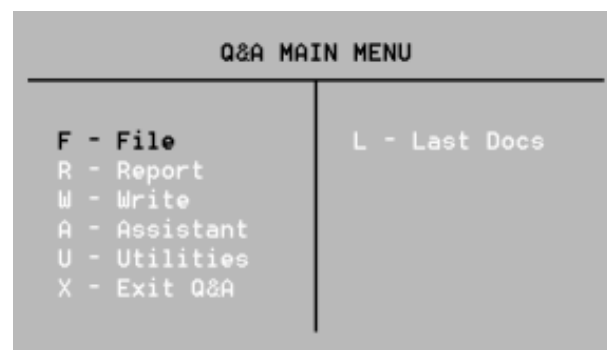 Q&A MAIN MENU
F - File
R - Report
W - Write
A - Assistant
U - Utilities
X - Exit Q&A
L - Last Docs